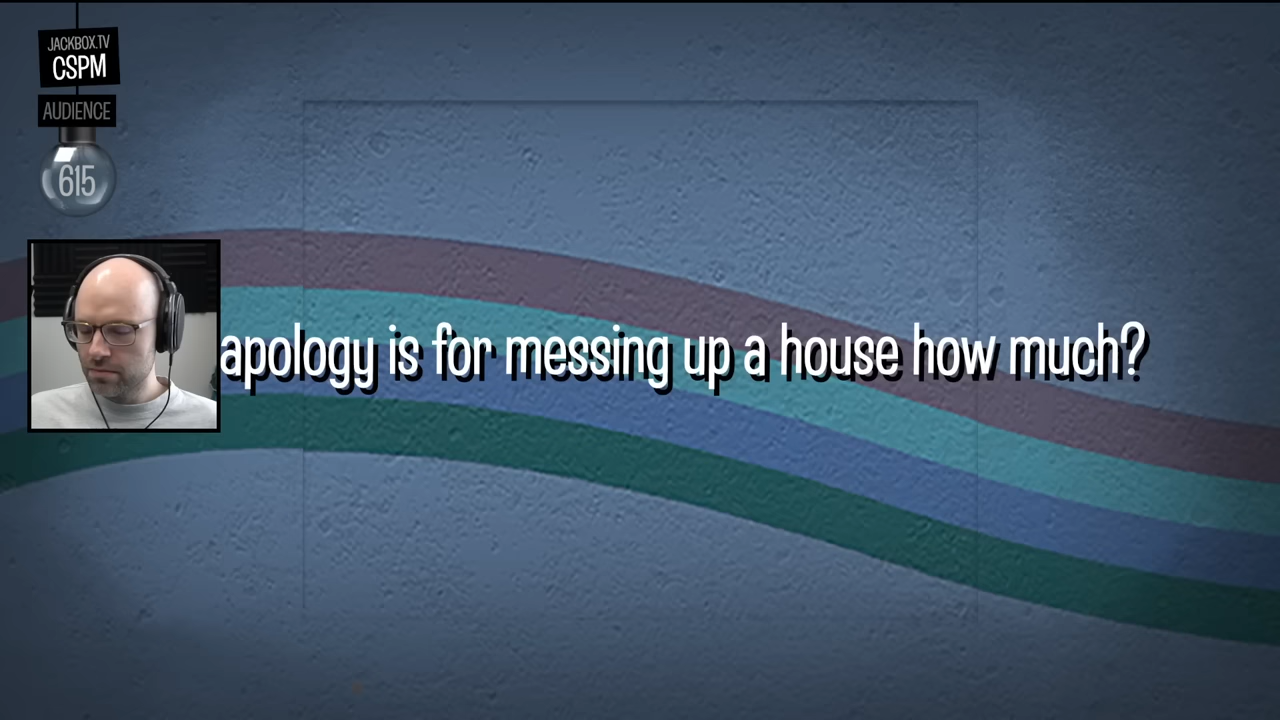 JACKBOX.TV
CSPM
AUDIENCE
615
apology is for messing up a house how much?